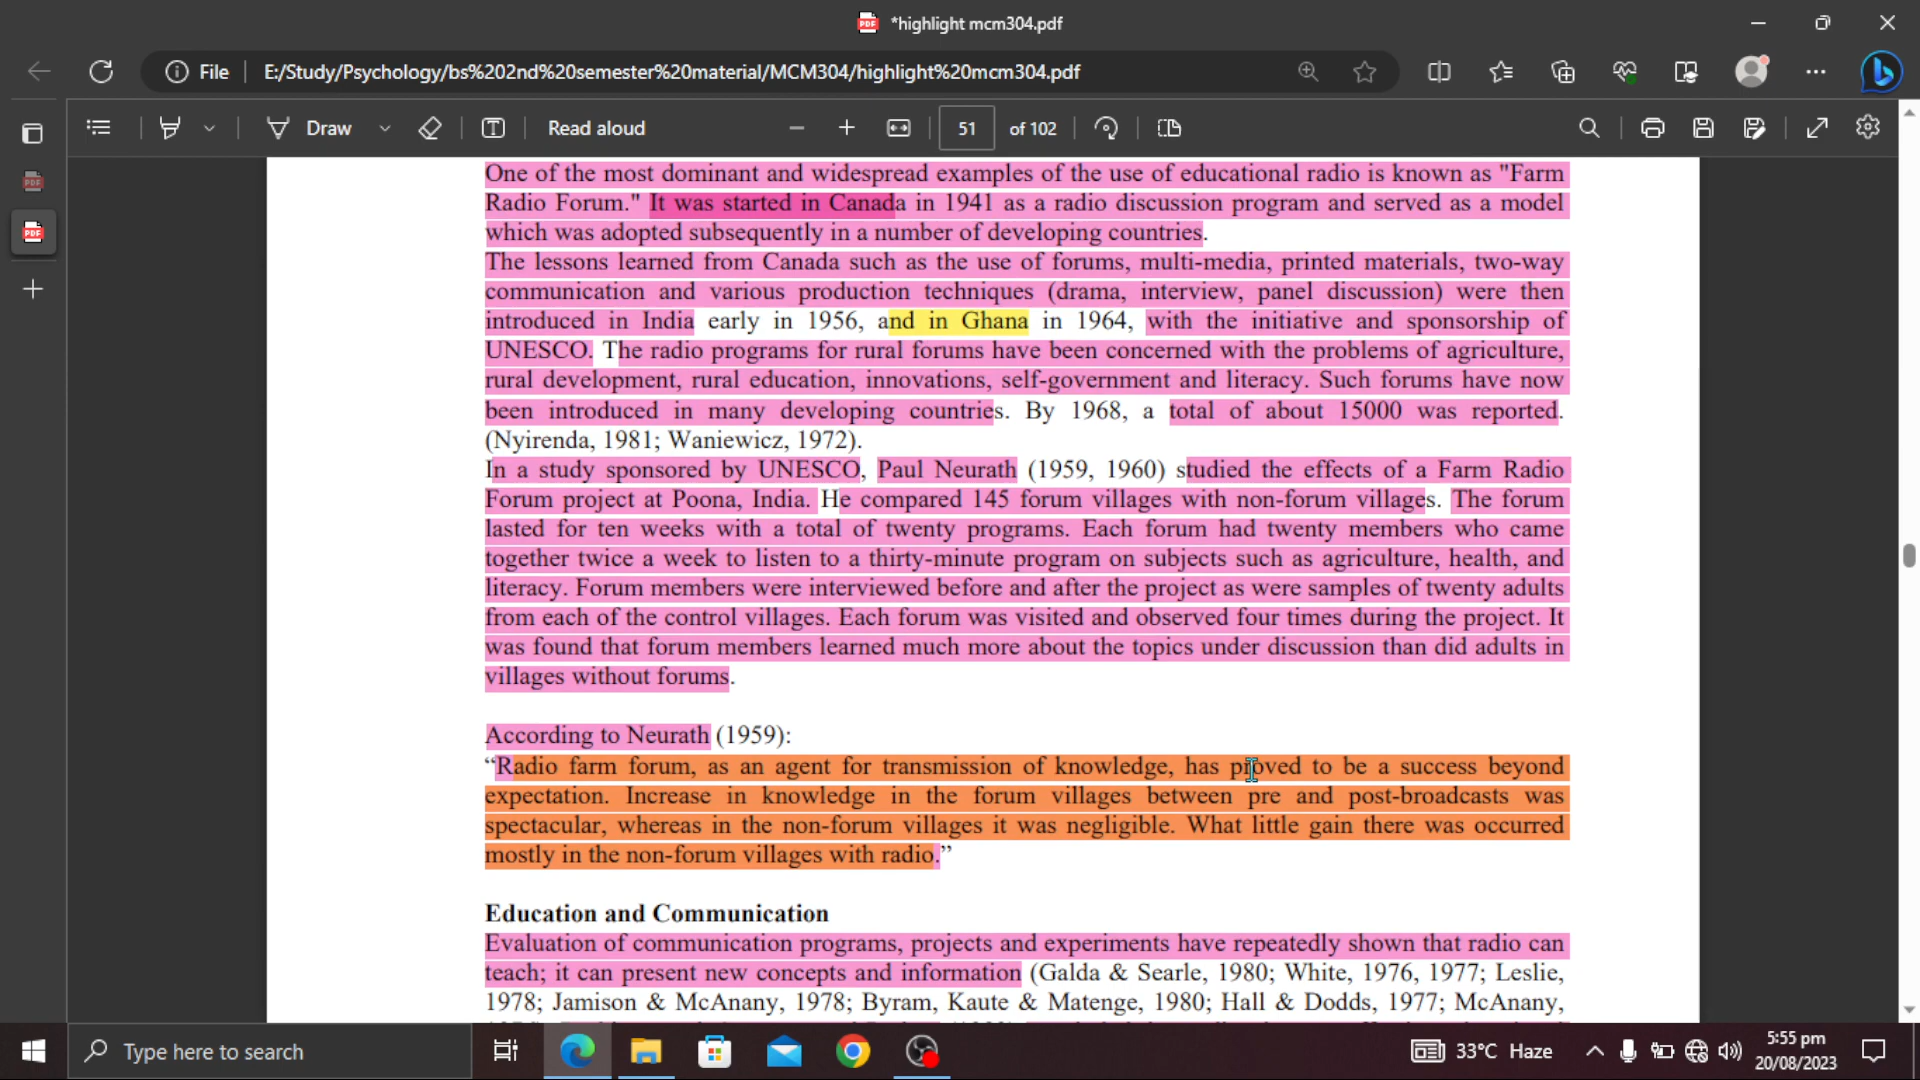 *highlight mcm304.pdf
File
E:/Study/Psychology/bs%202nd%20semester%20material/MCM304/highlight%20mcm304.pdf
Draw
Read aloud
51
of 102
One of the most dominant and widespread examples of the use of educational radio is known as "Farm
Radio Forum." It was started in Canada in 1941 as a radio discussion program and served as a model
which was adopted subsequently in a number of developing countries.
The lessons learned from Canada such as the use of forums, multi-media, printed materials, two-way
communication and various production techniques (drama, interview, panel discussion) were then
introduced in India early in 1956, and in Ghana in 1964, with the initiative and sponsorship of
UNESCO. The radio programs for rural forums have been concerned with the problems of agriculture,
rural development, rural education, innovations, self-government and literacy. Such forums have now
been introduced in many developing countries. By 1968, a total of about 15000 was reported.
(Nyirenda, 1981; Waniewicz, 1972).
In a study sponsored by UNESCO, Paul Neurath (1959, 1960) studied the effects of a Farm Radio
Forum project at Poona, India. He compared 145 forum villages with non-forum villages. The forum
lasted for ten weeks with a total of twenty programs. Each forum had twenty members who came
together twice a week to listen to a thirty-minute program on subjects such as agriculture, health, and
literacy. Forum members were interviewed before and after the project as were samples of twenty adults
from each of the control villages. Each forum was visited and observed four times during the project. It
was found that forum members learned much more about the topics under discussion than did adults in
villages without forums.
According to Neurath (1959):
“Radio farm forum, as an agent for transmission of knowledge, has proved to be a success beyond
expectation. Increase in knowledge in the forum villages between pre and post-broadcasts was
spectacular, whereas in the non-forum villages it was negligible. What little gain there was occurred
mostly in the non-forum villages with radio.”
Education and Communication
Evaluation of communication programs, projects and experiments have repeatedly shown that radio can
teach; it can present new concepts and information (Galda & Searle, 1980; White, 1976, 1977; Leslie,
1978; Jamison & McAnany, 1978; Byram, Kaute & Matenge, 1980; Hall & Dodds, 1977; McAnany,
Type here to search
33°C Haze
5:55 pm
20/08/2023